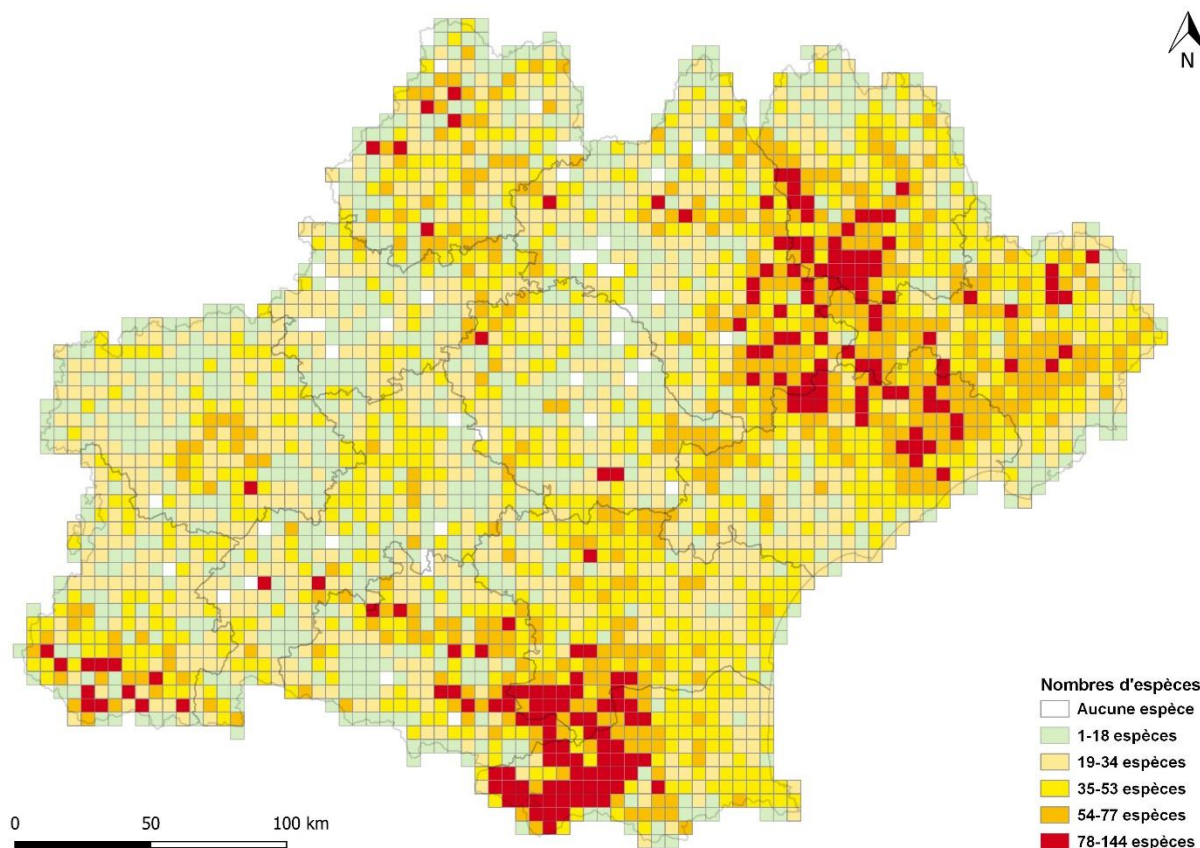 N
Nombres d'espèces
Aucune espèce
1-18 espèces
19-34 espèces
35-53 espèces
54-77 espèces
78-144 espèces
0 50 100 km